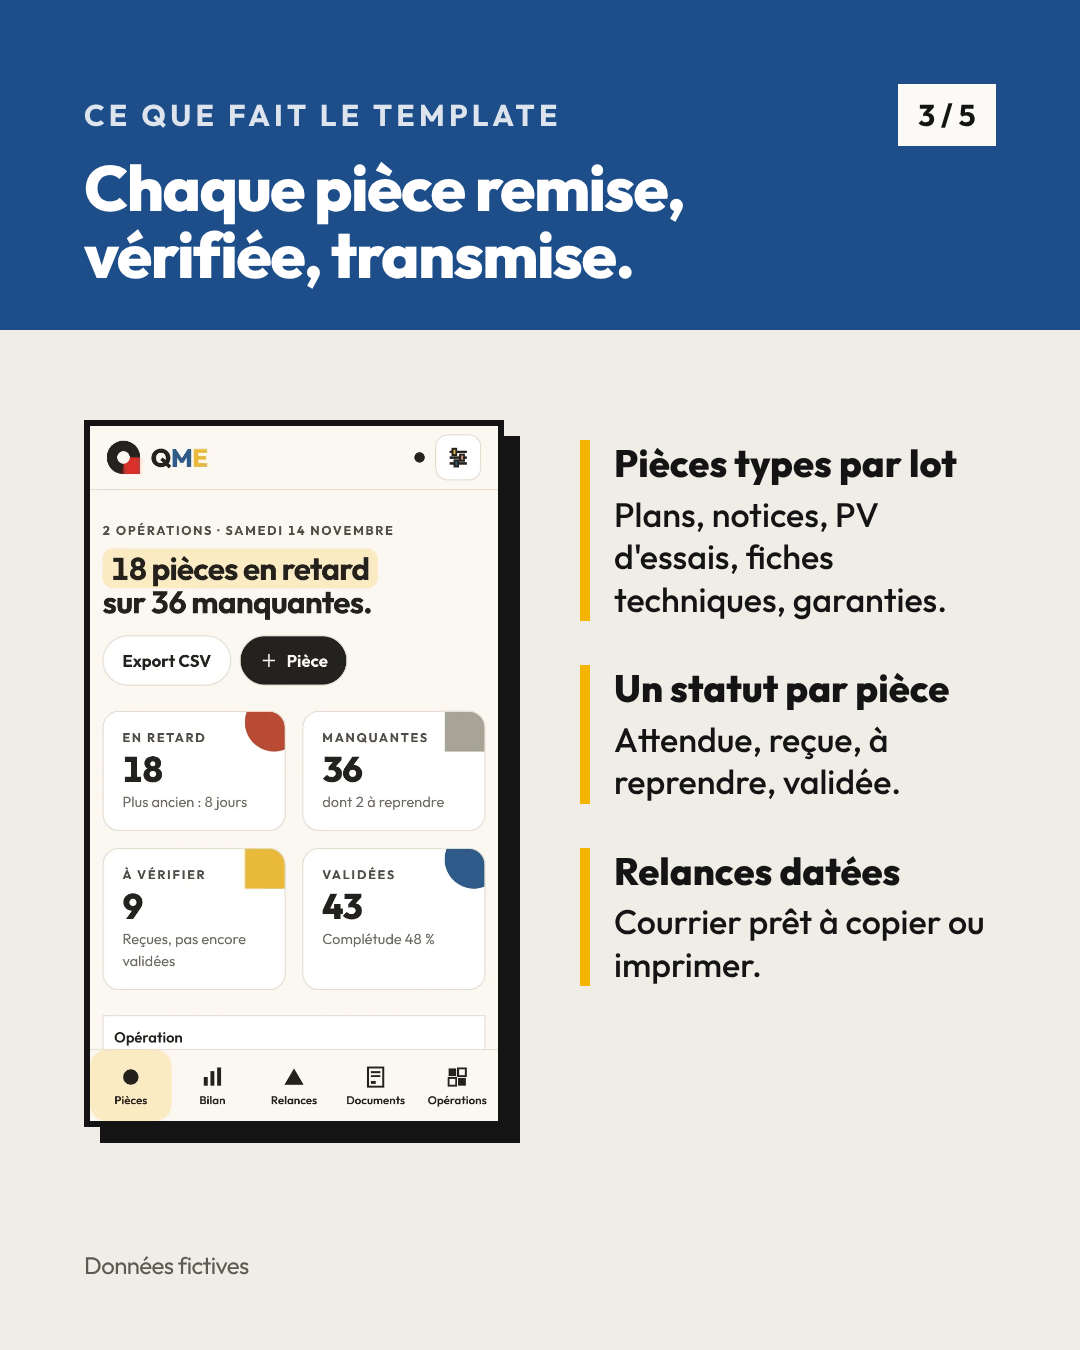 CE QUE FAIT LE TEMPLATE
3 / 5
Chaque pièce remise,
vérifiée, transmise.
QME
2 OPÉRATIONS · SAMEDI 14 NOVEMBRE
18 pièces en retard
sur 36 manquantes.
Export CSV
+ Pièce
EN RETARD
18
Plus ancien : 8 jours
MANQUANTES
36
dont 2 à reprendre
À VÉRIFIER
9
Reçues, pas encore
validées
VALIDÉES
43
Complétude 48 %
Opération
Pièces
Bilan
Relances
Documents
Opérations
Pièces types par lot
Plans, notices, PV
d'essais, fiches
techniques, garanties.
Un statut par pièce
Attendue, reçue, à
reprendre, validée.
Relances datées
Courrier prêt à copier ou
imprimer.
Données fictives